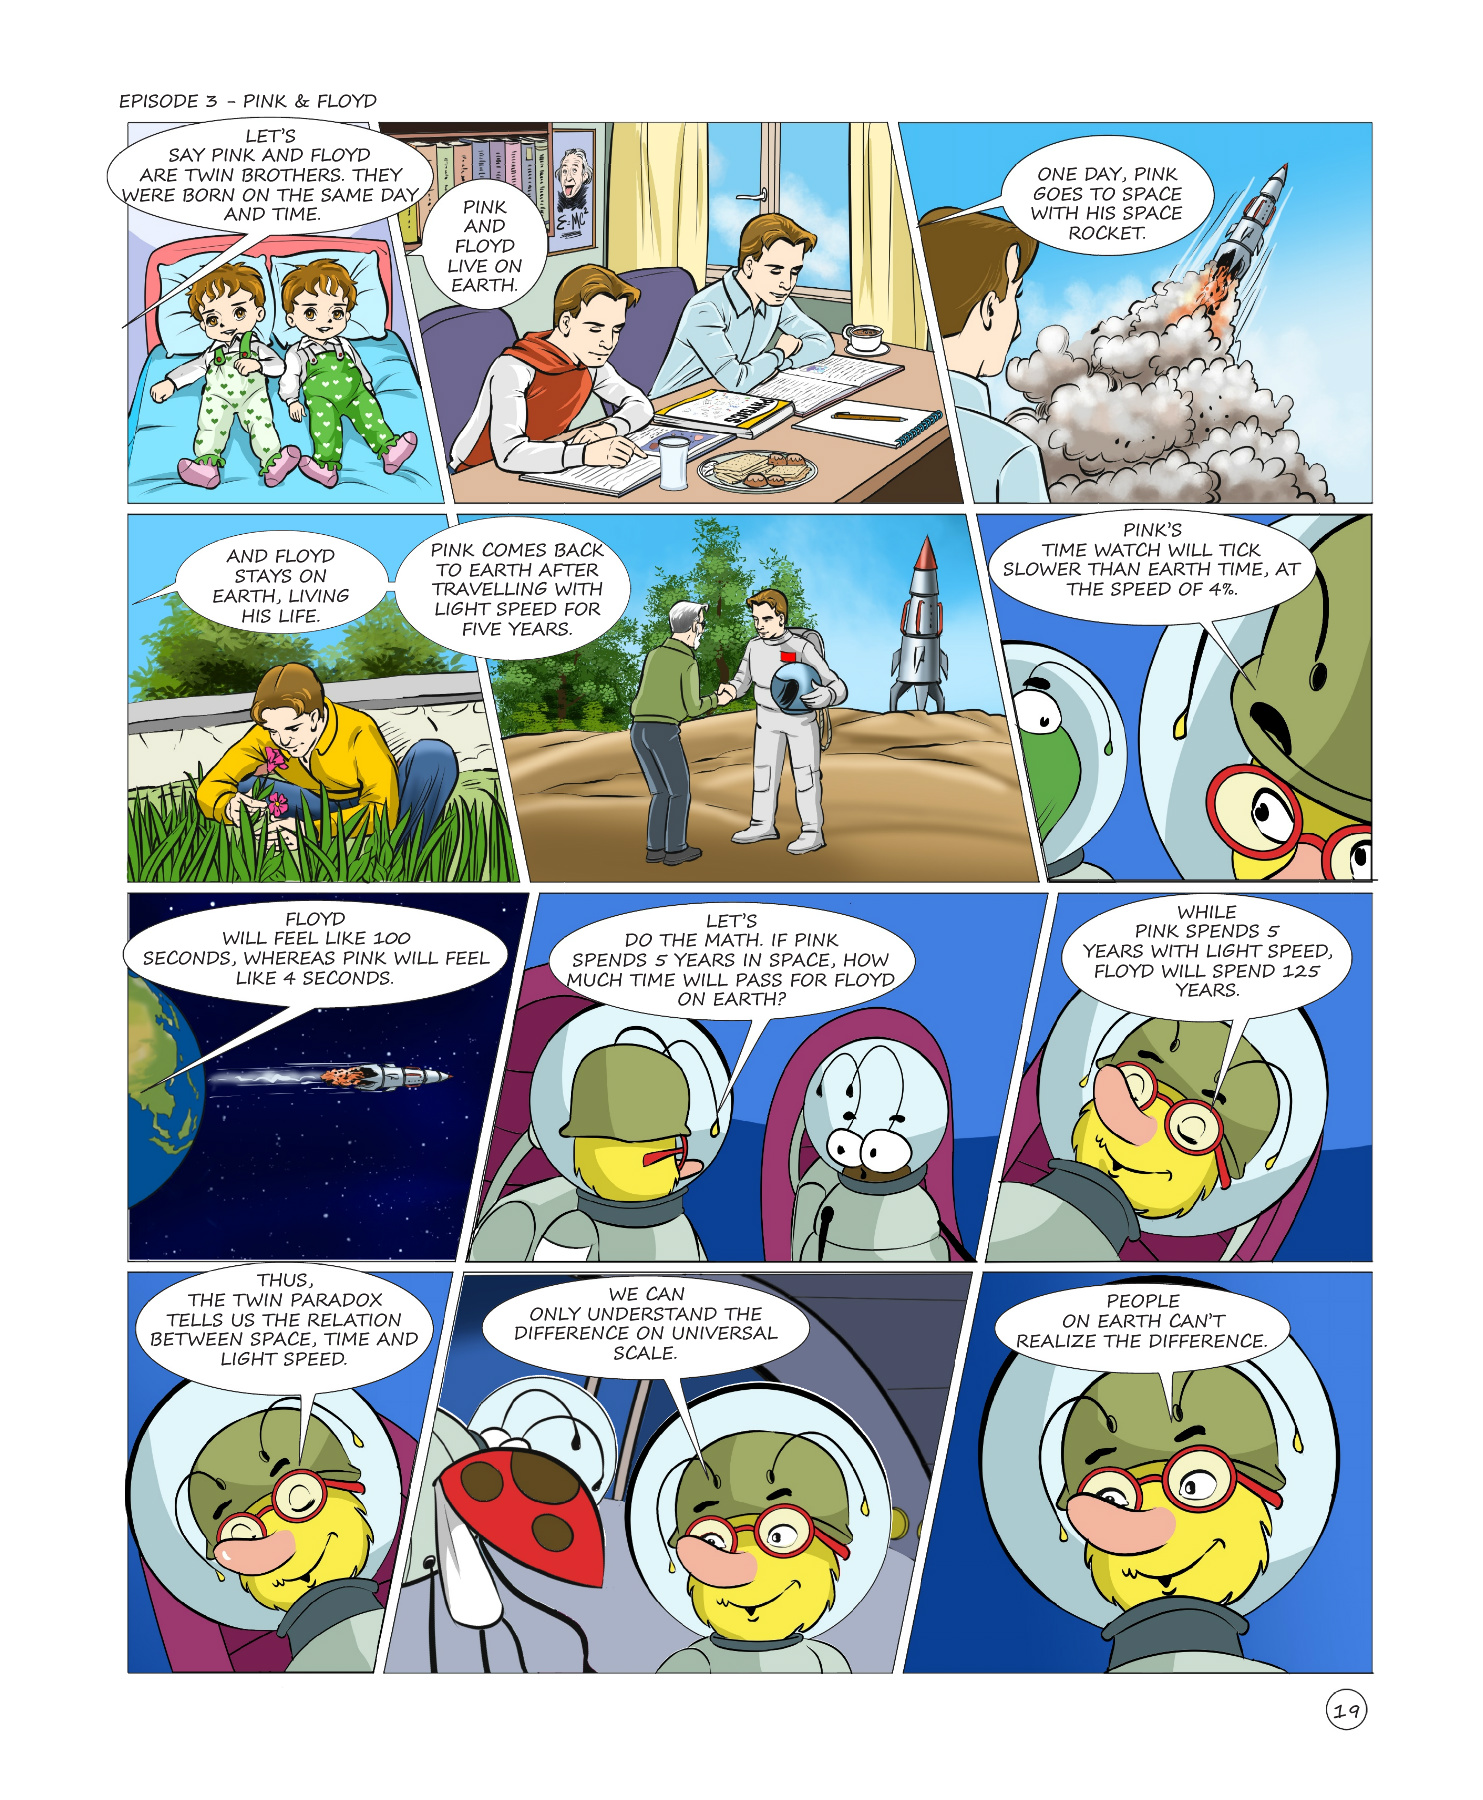 EPISODE 3 - PINK & FLOYD
LET'S
SAY PINK AND FLOYD
ARE TWIN BROTHERS. THEY
WERE BORN ON THE SAME DAY
AND TIME.
PINK
AND
FLOYD
LIVE ON
EARTH.
E=MC²
ONE DAY, PINK
GOES TO SPACE
WITH HIS SPACE
ROCKET.
AND FLOYD
STAYS ON
EARTH, LIVING
HIS LIFE.
PINK COMES BACK
TO EARTH AFTER
TRAVELLING WITH
LIGHT SPEED FOR
FIVE YEARS.
PINK'S
TIME WATCH WILL TICK
SLOWER THAN EARTH TIME, AT
THE SPEED OF 4%.
FLOYD
WILL FEEL LIKE 100
SECONDS, WHEREAS PINK WILL FEEL
LIKE 4 SECONDS.
LET'S
DO THE MATH. IF PINK
SPENDS 5 YEARS IN SPACE, HOW
MUCH TIME WILL PASS FOR FLOYD
ON EARTH?
WHILE
PINK SPENDS 5
YEARS WITH LIGHT SPEED,
FLOYD WILL SPEND 125
YEARS.
THUS,
THE TWIN PARADOX
TELLS US THE RELATION
BETWEEN SPACE, TIME AND
LIGHT SPEED.
WE CAN
ONLY UNDERSTAND THE
DIFFERENCE ON UNIVERSAL
SCALE.
PEOPLE
ON EARTH CAN'T
REALIZE THE DIFFERENCE.
19